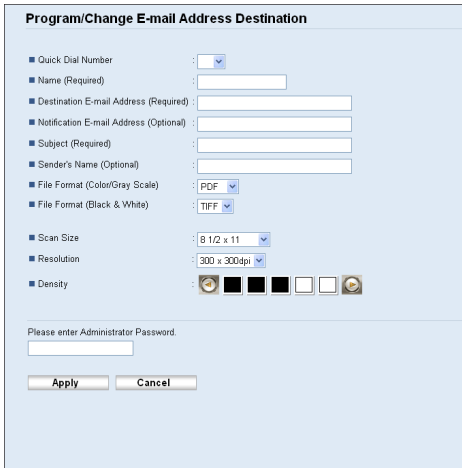 Program/Change E-mail Address Destination
Quick Dial Number :
Name (Required) :
Destination E-mail Address (Required) :
Notification E-mail Address (Optional) :
Subject (Required) :
Sender's Name (Optional) :
File Format (Color/Gray Scale) : PDF
File Format (Black & White) : TIFF
Scan Size : 8 1/2 x 11
Resolution : 300 x 300dpi
Density :
Please enter Administrator Password.
Apply Cancel